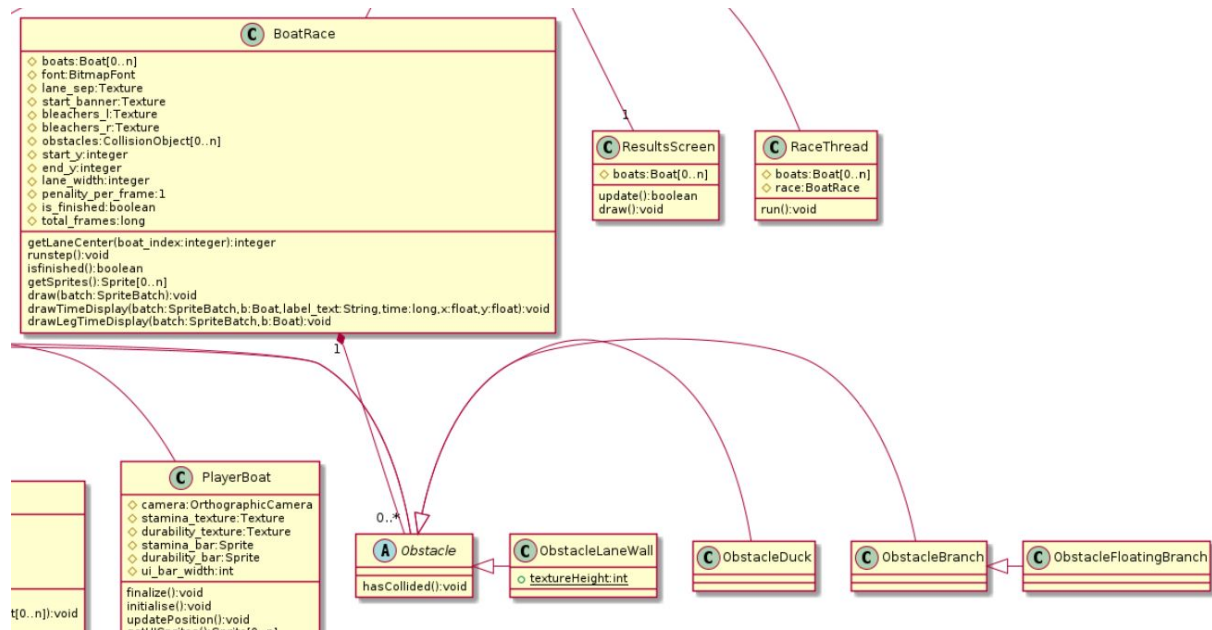 C BoatRace
boats:Boat[0..n]
font:BitmapFont
lane_sep:Texture
start_banner:Texture
bleachers_l:Texture
bleachers_r:Texture
obstacles:CollisionObject[0..n]
start_y:integer
end_y:integer
lane_width:integer
penality_per_frame:1
is_finished:boolean
total_frames:long
getLaneCenter(boat_index:integer):integer
runstep():void
isfinished():boolean
getSprites():Sprite[0..n]
draw(batch:SpriteBatch):void
drawTimeDisplay(batch:SpriteBatch,b:Boat,label_text:String,time:long,x:float,y:float):void
drawLegTimeDisplay(batch:SpriteBatch,b:Boat):void
1
C ResultsScreen
boats:Boat[0..n]
update():boolean
draw():void
C RaceThread
boats:Boat[0..n]
race:BoatRace
run():void
1
0..*
t[0..n]):void
C PlayerBoat
camera:OrthographicCamera
stamina_texture:Texture
durability_texture:Texture
stamina_bar:Sprite
durability_bar:Sprite
ui_bar_width:int
finalize():void
initialise():void
updatePosition():void
A Obstacle
hasCollided():void
C ObstacleLaneWall
textureHeight:int
C ObstacleDuck
C ObstacleBranch
C ObstacleFloatingBranch